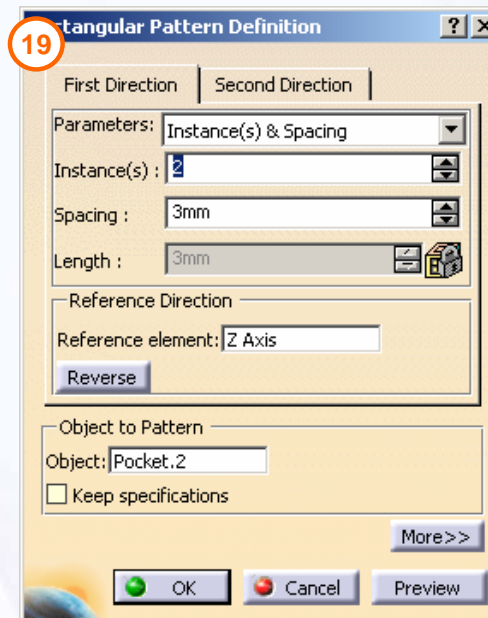 19
ctangular Pattern Definition ? X
First Direction Second Direction
Parameters: Instance(s) & Spacing
Instance(s) : 2
Spacing : 3mm
Length : 3mm
Reference Direction
Reference element: Z Axis
Reverse
Object to Pattern
Object: Pocket.2
Keep specifications
More>>
OK Cancel Preview